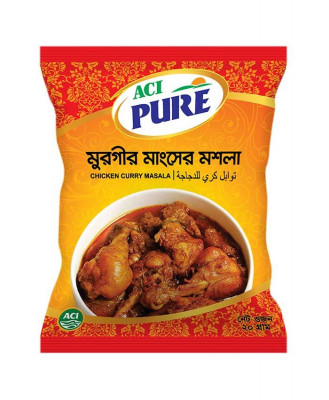 ACI
PURE
মুরগীর মাংসের মশলা
CHICKEN CURRY MASALA | توابل كري للدجاجة
ACI
নেট ওজন
২০ গ্রাম